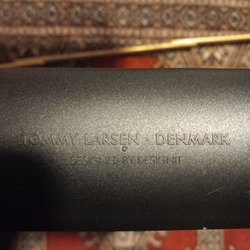 TOMMY LARSEN · DENMARK
©
DESIGNED BY DESIGNIT